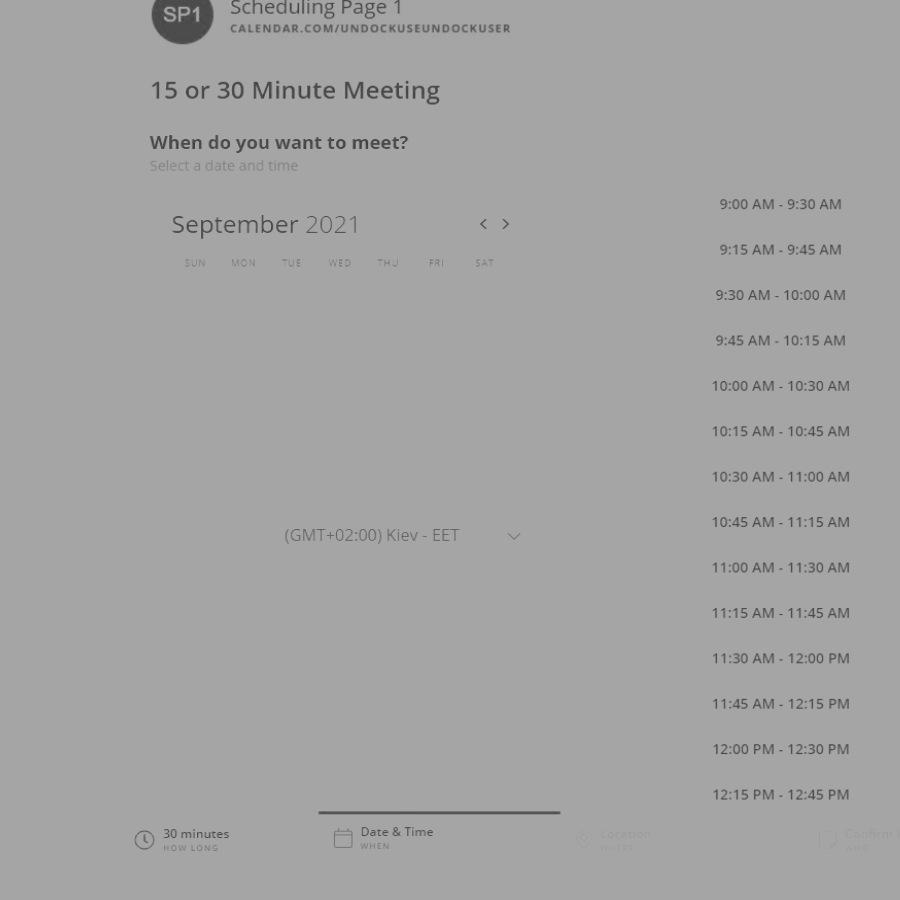 SP1
Scheduling Page 1
CALENDAR.COM/UNDOCKUSEUNDOCKUSER
15 or 30 Minute Meeting
When do you want to meet?
Select a date and time
September 2021
SUN MON TUE WED THU FRI SAT
(GMT+02:00) Kiev - EET
9:00 AM - 9:30 AM
9:15 AM - 9:45 AM
9:30 AM - 10:00 AM
9:45 AM - 10:15 AM
10:00 AM - 10:30 AM
10:15 AM - 10:45 AM
10:30 AM - 11:00 AM
10:45 AM - 11:15 AM
11:00 AM - 11:30 AM
11:15 AM - 11:45 AM
11:30 AM - 12:00 PM
11:45 AM - 12:15 PM
12:00 PM - 12:30 PM
12:15 PM - 12:45 PM
30 minutes
HOW LONG
Date & Time
WHEN
Location
Confirm